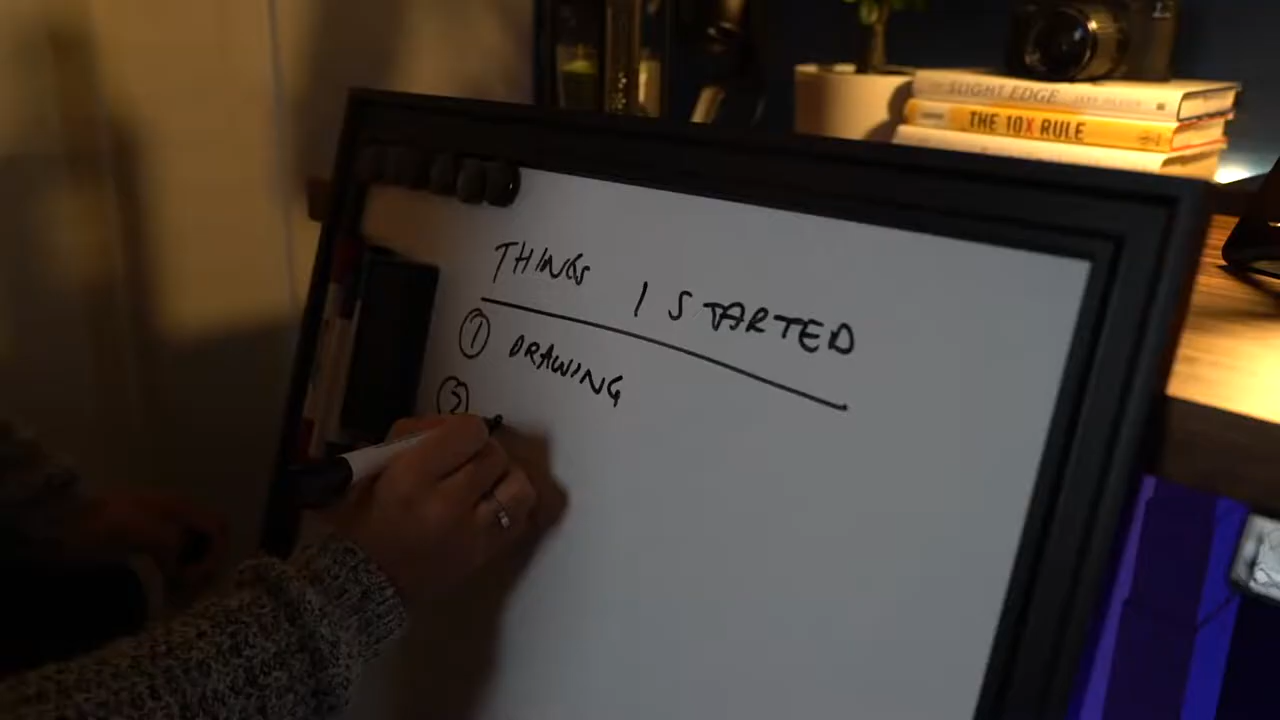 SLIGHT EDGE
THE 10X RULE
THINGS I STARTED
① DRAWING
②